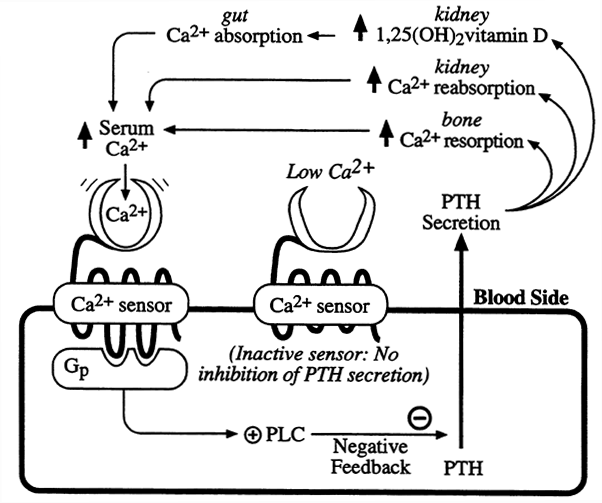 gut
Ca2+ absorption
kidney
1,25(OH)2vitamin D
kidney
Ca2+ reabsorption
bone
Ca2+ resorption
Serum
Ca2+
Low Ca2+
Ca2+
PTH
Secretion
Blood Side
Ca2+ sensor
Ca2+ sensor
(Inactive sensor: No
inhibition of PTH secretion)
Gp
⊕ PLC
⊖
Negative
Feedback
PTH